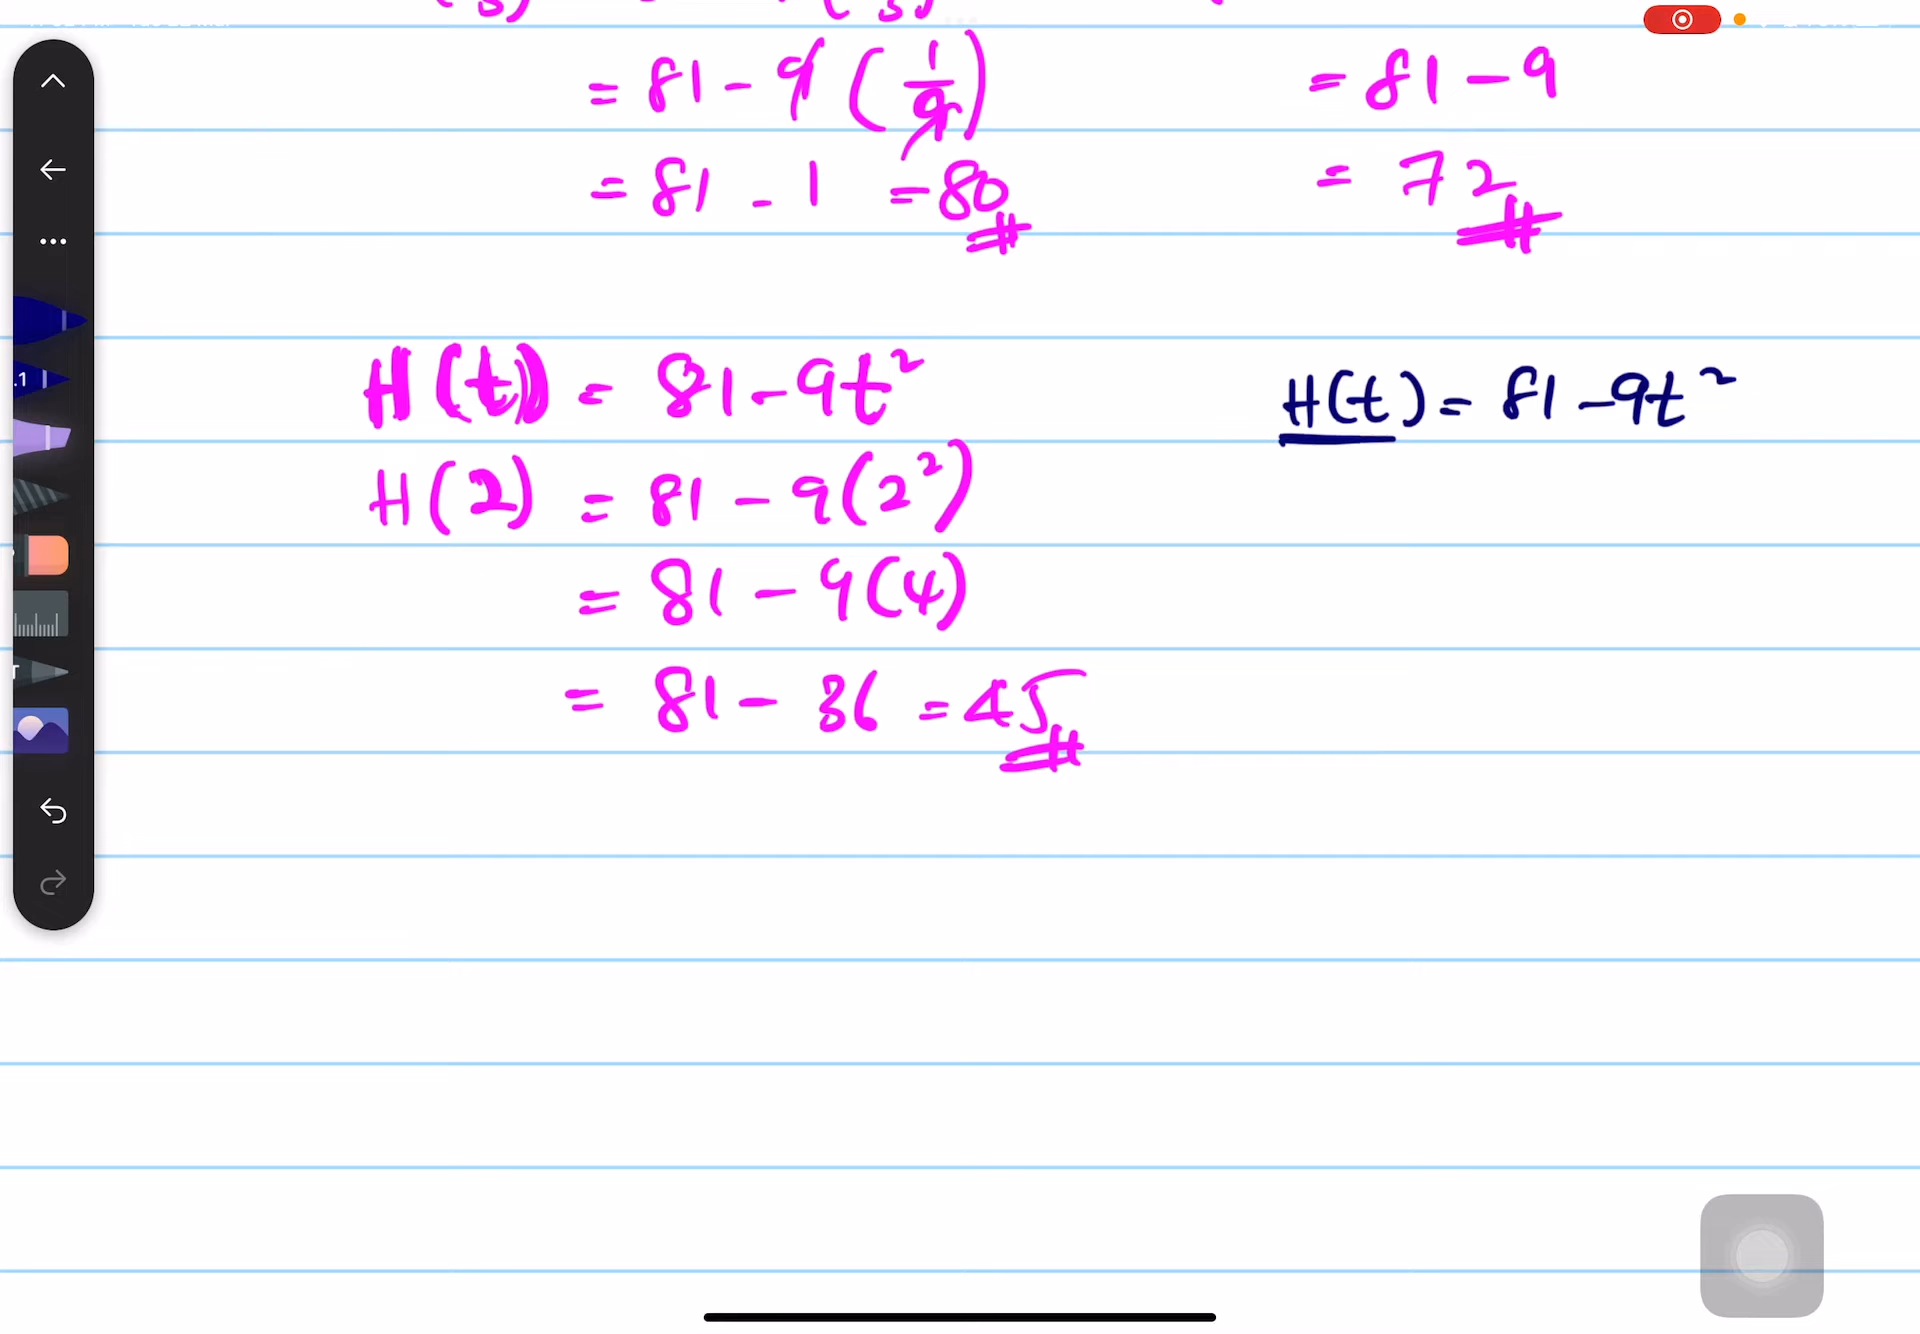 = 81 - 9 ( 1/9 )
= 81 - 9
= 81 - 1 = 80
= 72
H(t) = 81 - 9t²
H(t) = 81 - 9t²
H(2) = 81 - 9(2²)
= 81 - 9(4)
= 81 - 36 = 45